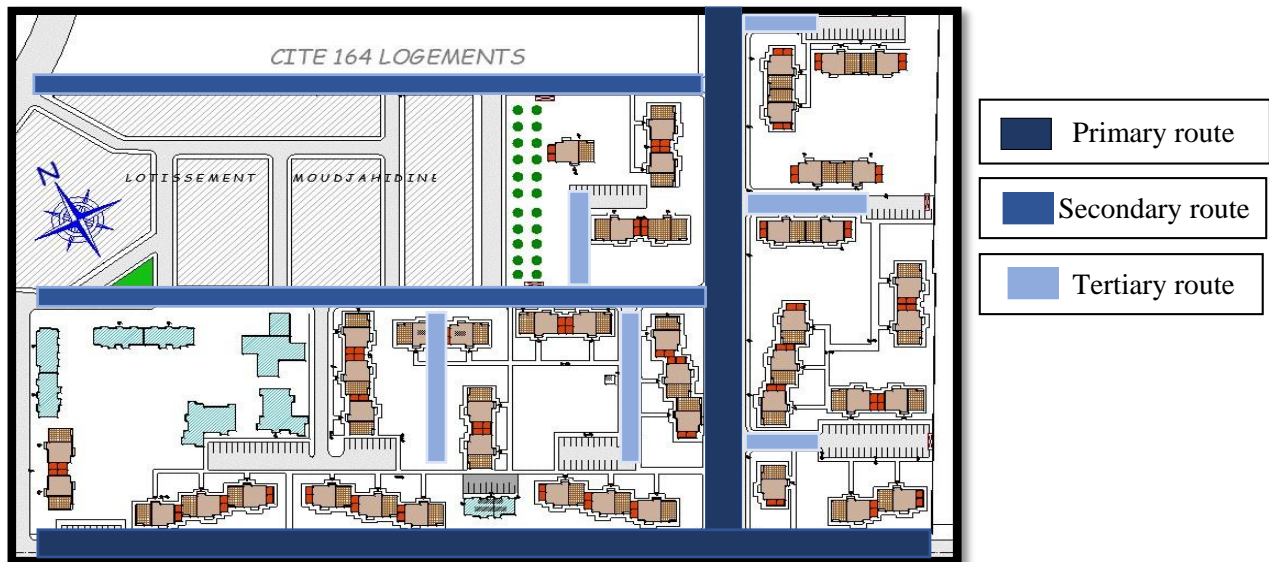 CITE 164 LOGEMENTS
LOTISSEMENT MOUDJAHIDINE
N
Primary route
Secondary route
Tertiary route